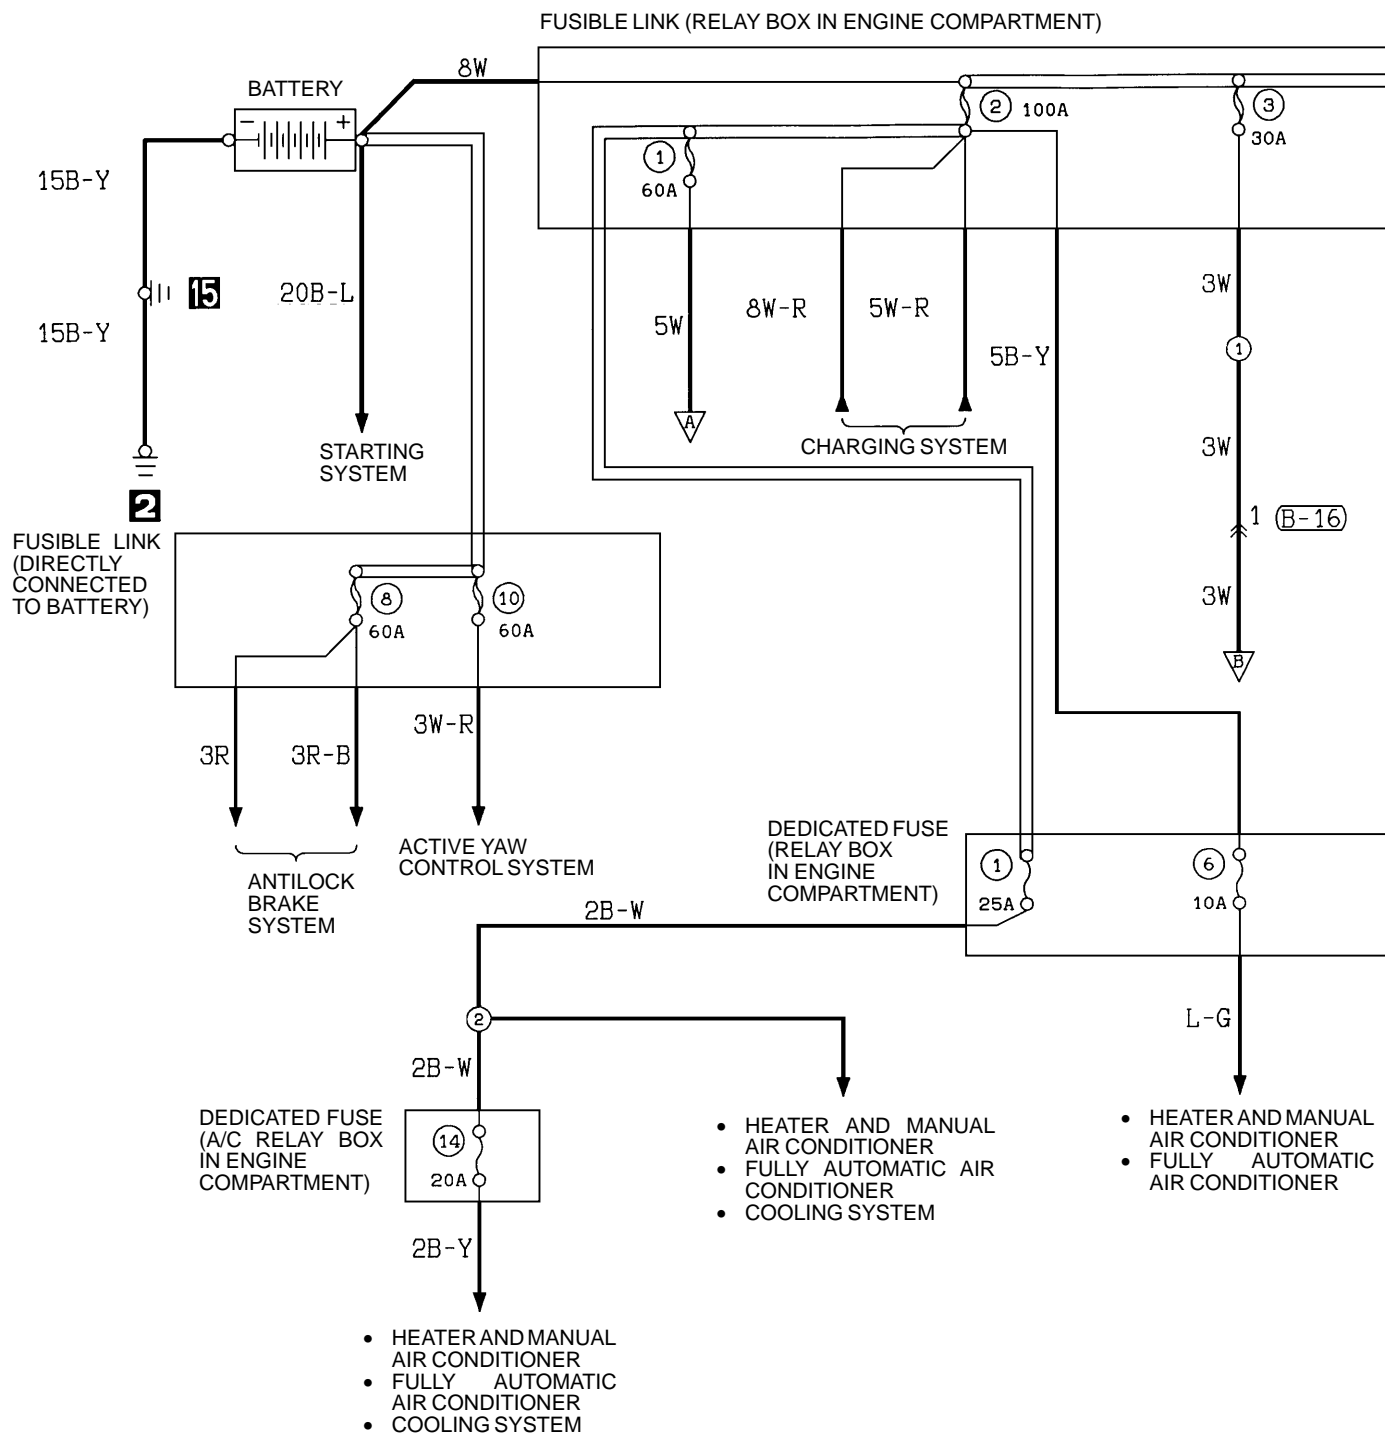 FUSIBLE LINK (RELAY BOX IN ENGINE COMPARTMENT)
8W
BATTERY
− +
2 100A
3
30A
1
60A
15B-Y
15
20B-L
15B-Y
5W
8W-R
5W-R
5B-Y
3W
1
A
CHARGING SYSTEM
STARTING
SYSTEM
3W
2
1 B-16
FUSIBLE LINK
(DIRECTLY
CONNECTED
TO BATTERY)
8
60A
10
60A
3W
B
3R
3R-B
3W-R
ANTILOCK
BRAKE
SYSTEM
ACTIVE YAW
CONTROL SYSTEM
DEDICATED FUSE
(RELAY BOX
IN ENGINE
COMPARTMENT)
1
25A
6
10A
2B-W
2
L-G
2B-W
DEDICATED FUSE
(A/C RELAY BOX
IN ENGINE
COMPARTMENT)
14
20A
• HEATER AND MANUAL
AIR CONDITIONER
• FULLY AUTOMATIC AIR
CONDITIONER
• COOLING SYSTEM
• HEATER AND MANUAL
AIR CONDITIONER
• FULLY AUTOMATIC
AIR CONDITIONER
2B-Y
• HEATER AND MANUAL
AIR CONDITIONER
• FULLY AUTOMATIC
AIR CONDITIONER
• COOLING SYSTEM